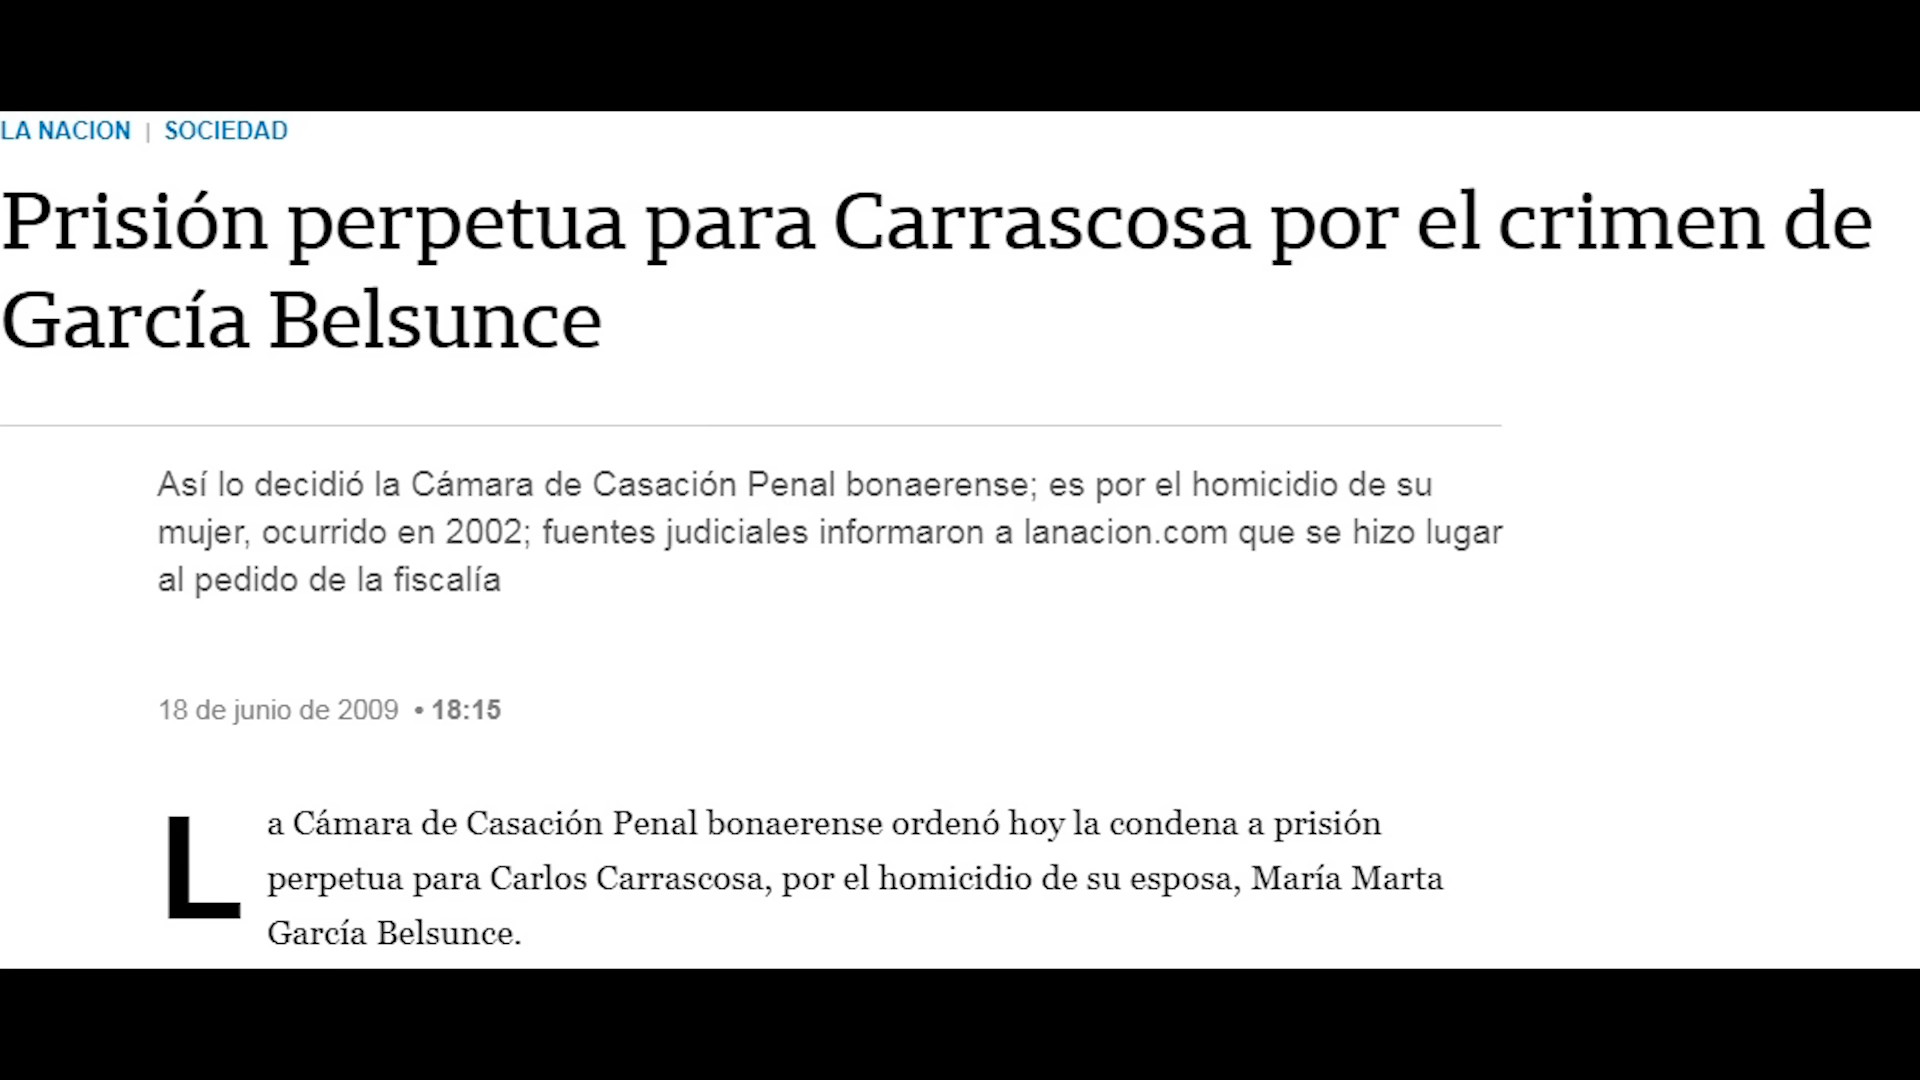 LA NACION | SOCIEDAD
Prisión perpetua para Carrascosa por el crimen de
García Belsunce
Así lo decidió la Cámara de Casación Penal bonaerense; es por el homicidio de su
mujer, ocurrido en 2002; fuentes judiciales informaron a lanacion.com que se hizo lugar
al pedido de la fiscalía
18 de junio de 2009 • 18:15
La Cámara de Casación Penal bonaerense ordenó hoy la condena a prisión
perpetua para Carlos Carrascosa, por el homicidio de su esposa, María Marta
García Belsunce.